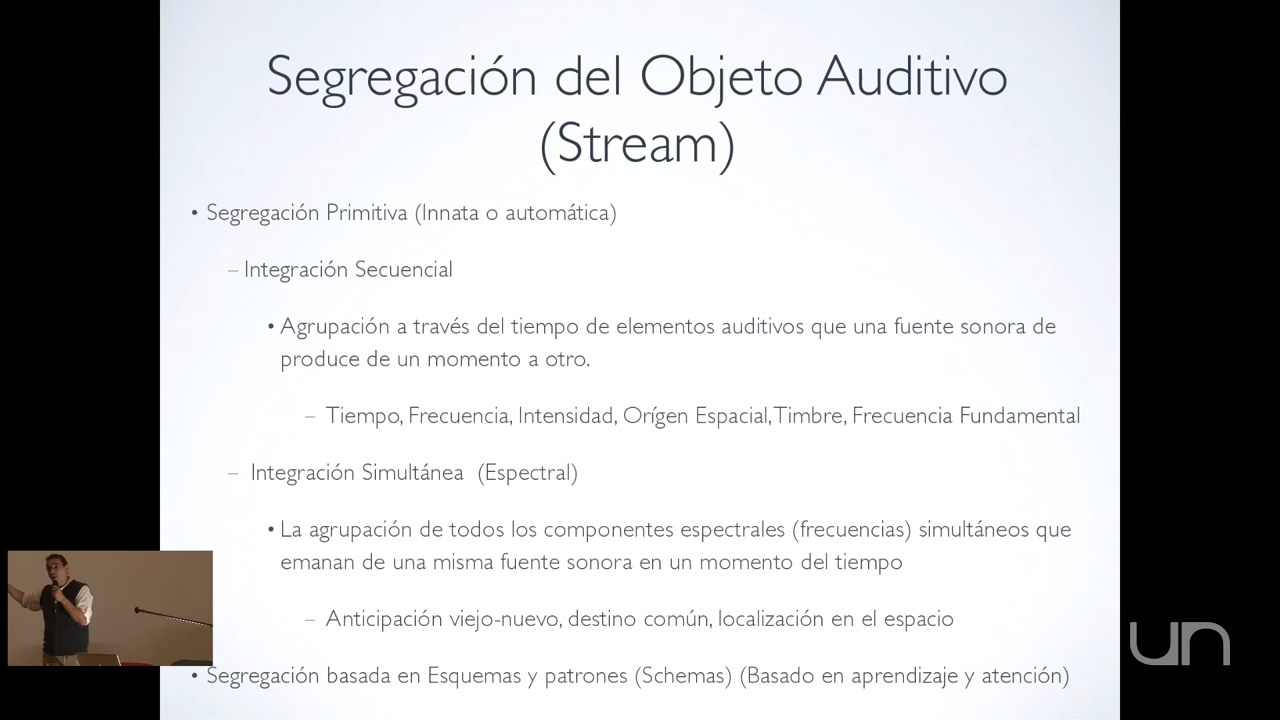 Segregación del Objeto Auditivo
(Stream)
• Segregación Primitiva (Innata o automática)
– Integración Secuencial
• Agrupación a través del tiempo de elementos auditivos que una fuente sonora de
produce de un momento a otro.
– Tiempo, Frecuencia, Intensidad, Orígen Espacial, Timbre, Frecuencia Fundamental
– Integración Simultánea (Espectral)
• La agrupación de todos los componentes espectrales (frecuencias) simultáneos que
emanan de una misma fuente sonora en un momento del tiempo
– Anticipación viejo-nuevo, destino común, localización en el espacio
• Segregación basada en Esquemas y patrones (Schemas) (Basado en aprendizaje y atención)
un